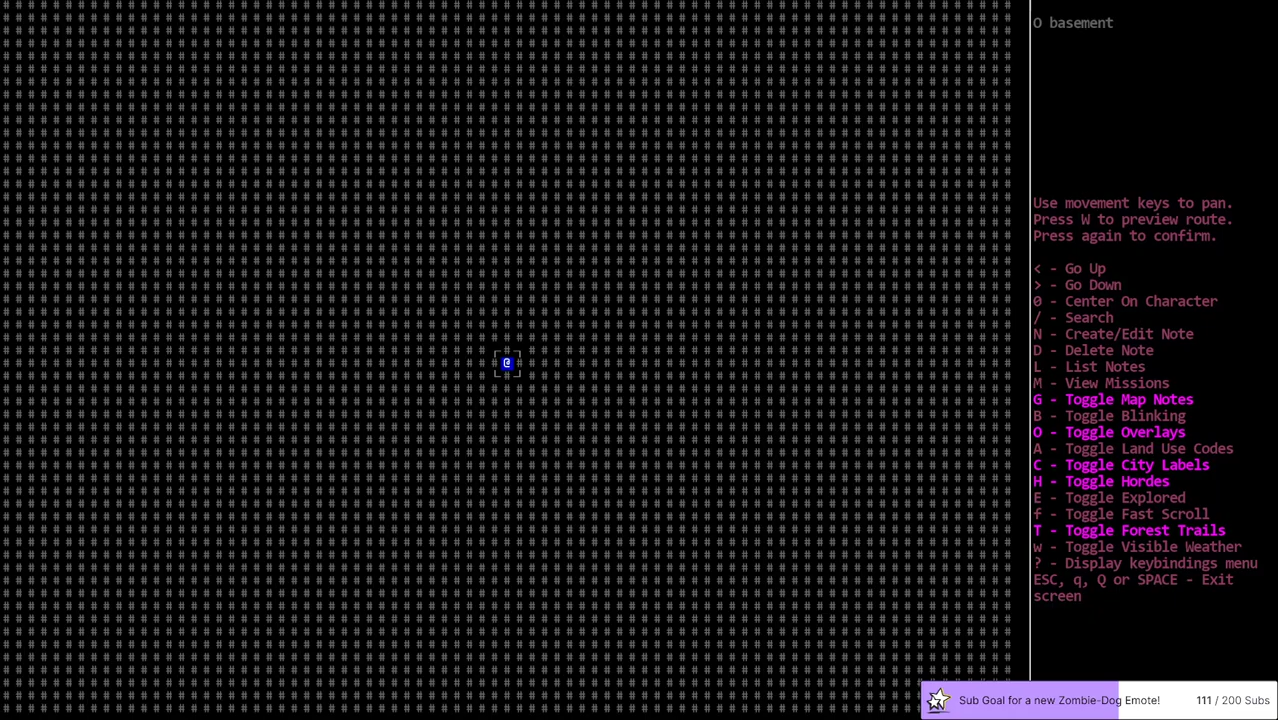 O basement
@
Use movement keys to pan.
Press W to preview route.
Press again to confirm.
< - Go Up
> - Go Down
0 - Center On Character
/ - Search
N - Create/Edit Note
D - Delete Note
L - List Notes
M - View Missions
G - Toggle Map Notes
B - Toggle Blinking
O - Toggle Overlays
A - Toggle Land Use Codes
C - Toggle City Labels
H - Toggle Hordes
E - Toggle Explored
f - Toggle Fast Scroll
T - Toggle Forest Trails
w - Toggle Visible Weather
? - Display keybindings menu
ESC, q, Q or SPACE - Exit
screen
Sub Goal for a new Zombie-Dog Emote! 111 / 200 Subs